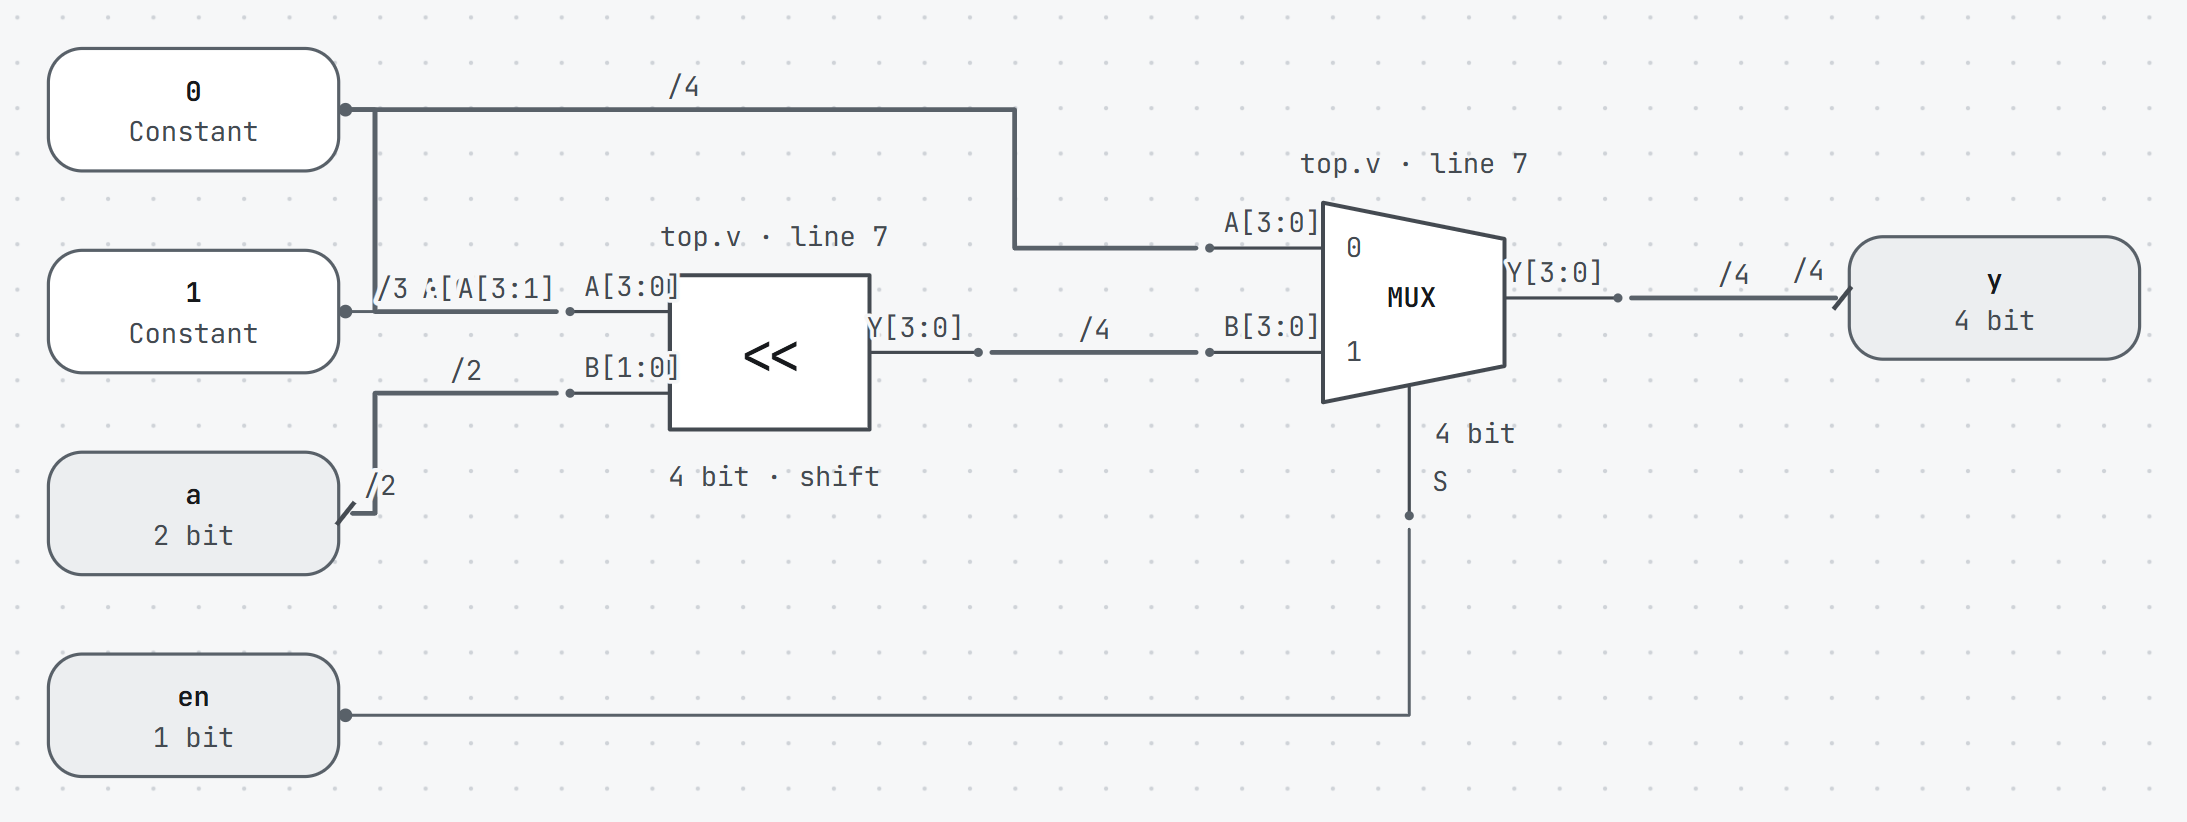 0
Constant
/4
top.v · line 7
A[3:0]
0
MUX
B[3:0]
1
Y[3:0]
/4
/4
y
4 bit
4 bit
S
1
Constant
/3
A[3:1]
top.v · line 7
A[3:0]
B[1:0]
<<
Y[3:0]
/4
4 bit · shift
/2
/2
a
2 bit
en
1 bit